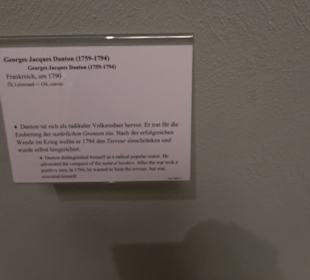 Georges Jacques Danton (1759-1794)
Georges Jacques Danton (1759-1794)
Frankreich, um 1790
Öl, Leinwand — Oil, canvas
♦ Danton tat sich als radikaler Volksredner hervor. Er trat für die
Eroberung der natürlichen Grenzen ein. Nach der erfolgreichen
Wende im Krieg wollte er 1794 den Terreur einschränken und
wurde selbst hingerichtet.
♦ Danton distinguished himself as a radical popular orator. He
advocated the conquest of the natural borders. After the war took a
positive turn, in 1794, he wanted to limit the terreur, but was
executed himself.